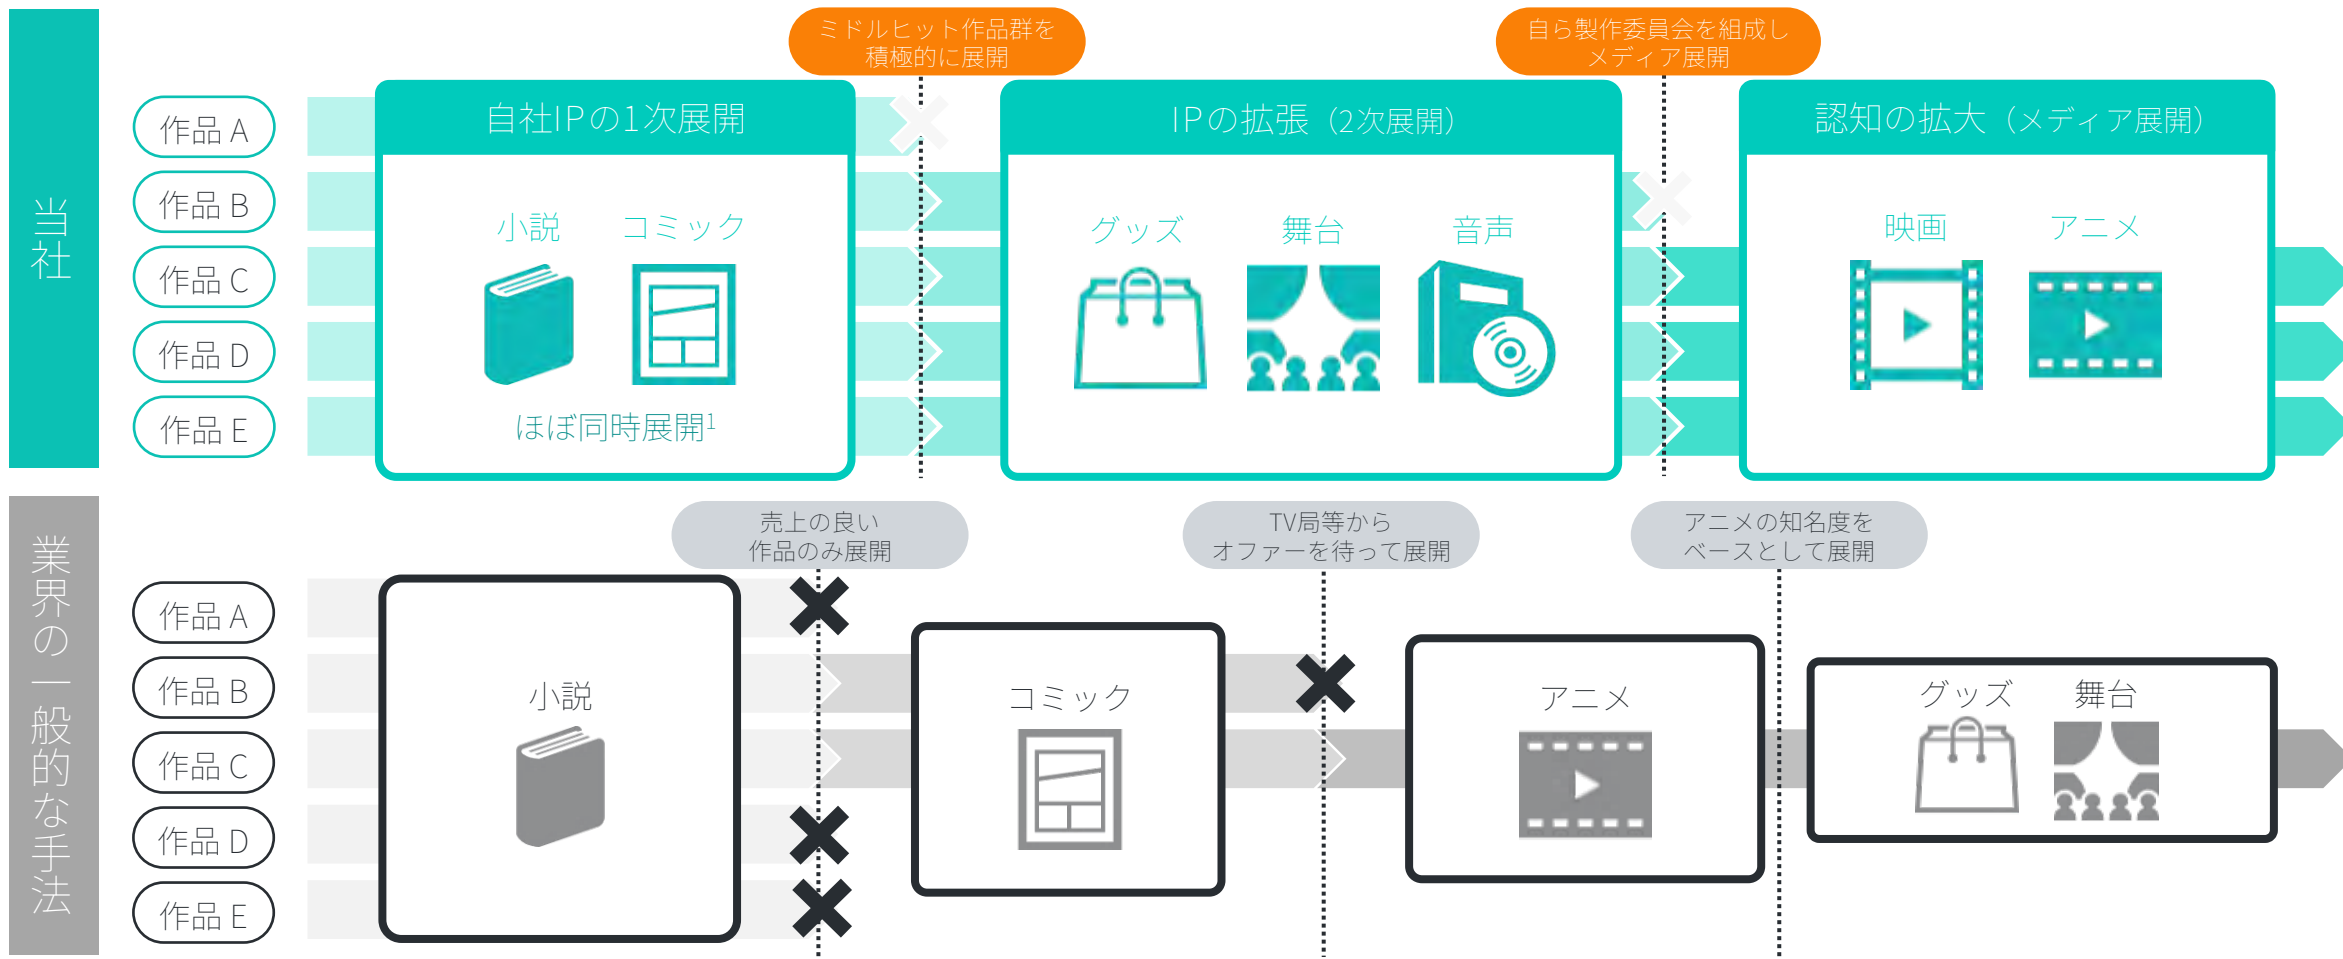 当社
ミドルヒット作品群を
積極的に展開
自ら製作委員会を組成し
メディア展開
作品 A
作品 B
作品 C
作品 D
作品 E
自社IPの1次展開
小説
コミック
ほぼ同時展開1
IPの拡張（2次展開）
グッズ
舞台
音声
認知の拡大（メディア展開）
映画
アニメ
業界の一般的な手法
売上の良い
作品のみ展開
TV局等から
オファーを待って展開
アニメの知名度を
ベースとして展開
作品 A
作品 B
作品 C
作品 D
作品 E
小説
コミック
アニメ
グッズ
舞台